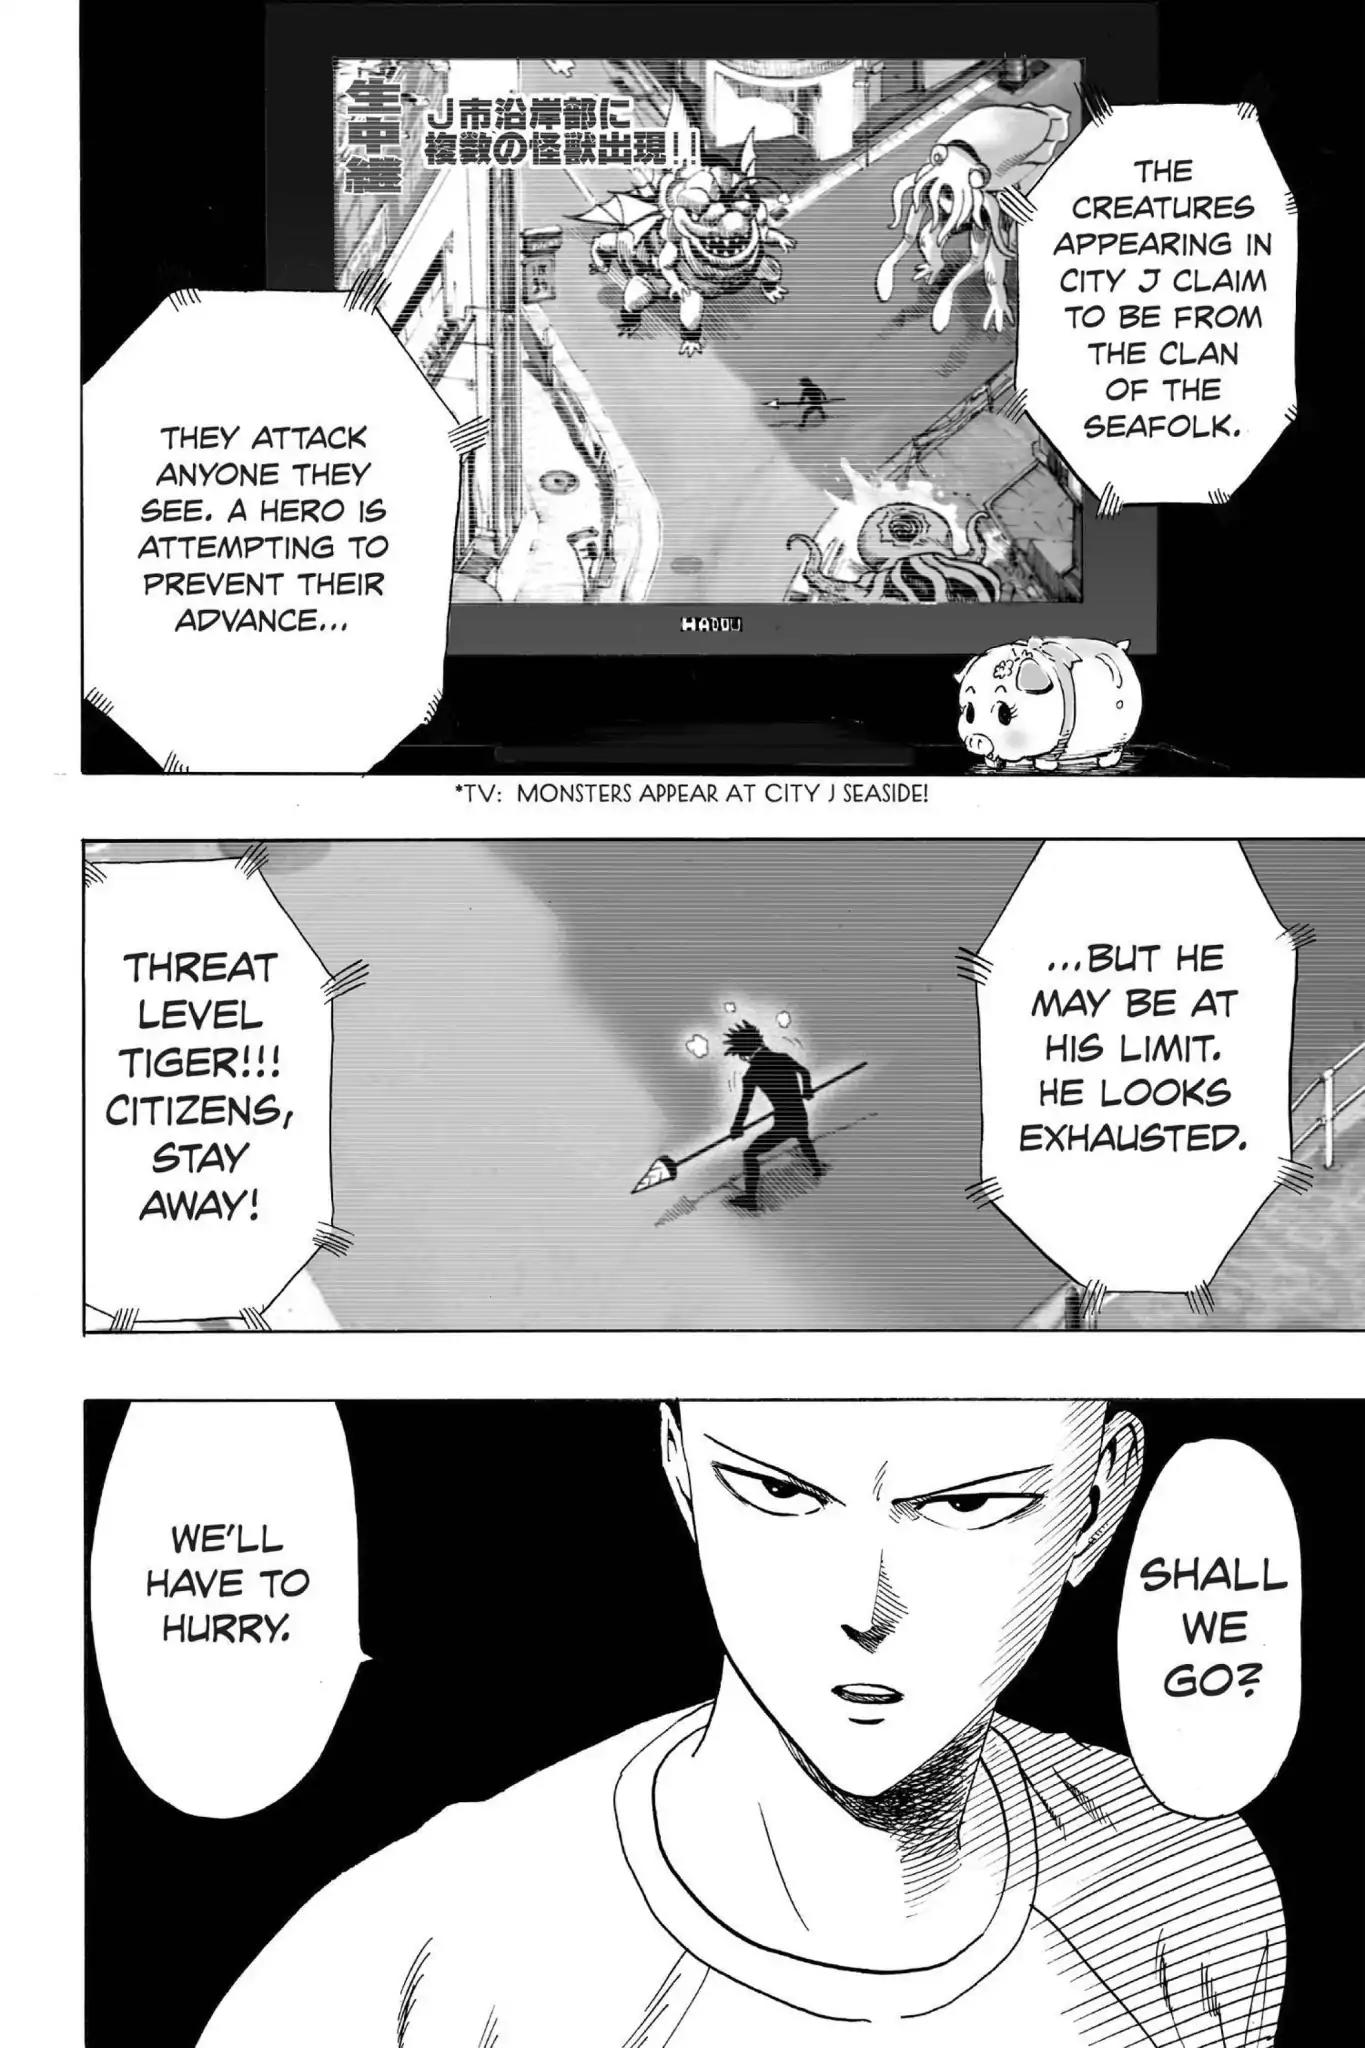 生中継
J市沿岸部に
複数の怪獣出現!!
THE
CREATURES
APPEARING IN
CITY J CLAIM
TO BE FROM
THE CLAN
OF THE
SEAFOLK.
THEY ATTACK
ANYONE THEY
SEE. A HERO IS
ATTEMPTING TO
PREVENT THEIR
ADVANCE...
HADOU
*TV: MONSTERS APPEAR AT CITY J SEASIDE!
...BUT HE
MAY BE AT
HIS LIMIT.
HE LOOKS
EXHAUSTED.
THREAT
LEVEL
TIGER!!!
CITIZENS,
STAY
AWAY!
SHALL
WE
GO?
WE'LL
HAVE TO
HURRY.